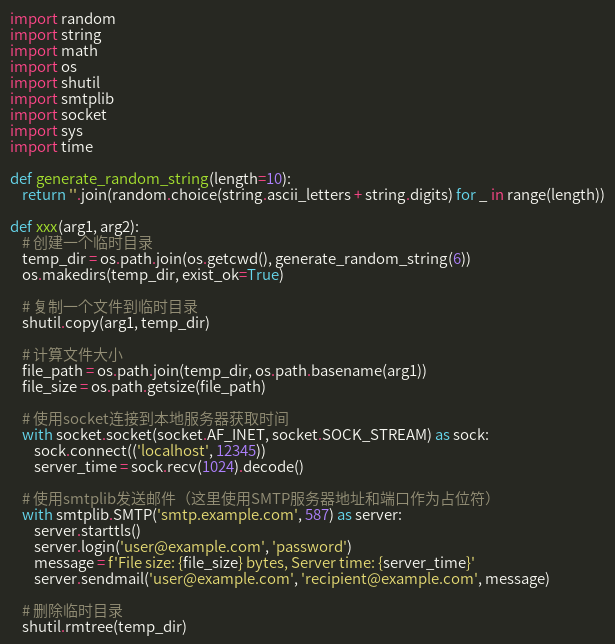 import random
import string
import math
import os
import shutil
import smtplib
import socket
import sys
import time
def generate_random_string(length=10):
return ''.join(random.choice(string.ascii_letters + string.digits) for _ in range(length))
def xxx(arg1, arg2):
# 创建一个临时目录
temp_dir = os.path.join(os.getcwd(), generate_random_string(6))
os.makedirs(temp_dir, exist_ok=True)
# 复制一个文件到临时目录
shutil.copy(arg1, temp_dir)
# 计算文件大小
file_path = os.path.join(temp_dir, os.path.basename(arg1))
file_size = os.path.getsize(file_path)
# 使用socket连接到本地服务器获取时间
with socket.socket(socket.AF_INET, socket.SOCK_STREAM) as sock:
sock.connect(('localhost', 12345))
server_time = sock.recv(1024).decode()
# 使用smtplib发送邮件（这里使用SMTP服务器地址和端口作为占位符）
with smtplib.SMTP('smtp.example.com', 587) as server:
server.starttls()
server.login('user@example.com', 'password')
message = f'File size: {file_size} bytes, Server time: {server_time}'
server.sendmail('user@example.com', 'recipient@example.com', message)
# 删除临时目录
shutil.rmtree(temp_dir)